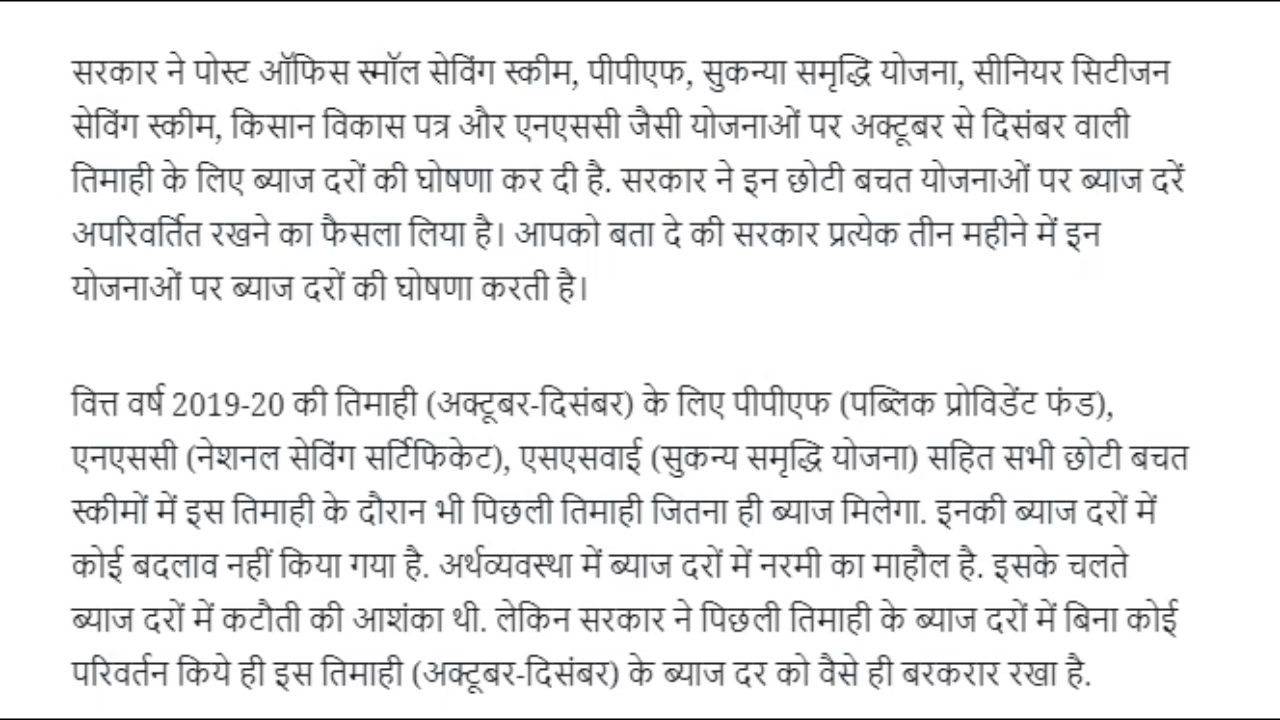 सरकार ने पोस्ट ऑफिस स्मॉल सेविंग स्कीम, पीपीएफ, सुकन्या समृद्धि योजना, सीनियर सिटीजन
सेविंग स्कीम, किसान विकास पत्र और एनएससी जैसी योजनाओं पर अक्टूबर से दिसंबर वाली
तिमाही के लिए ब्याज दरों की घोषणा कर दी है. सरकार ने इन छोटी बचत योजनाओं पर ब्याज दरें
अपरिवर्तित रखने का फैसला लिया है। आपको बता दे की सरकार प्रत्येक तीन महीने में इन
योजनाओं पर ब्याज दरों की घोषणा करती है।
वित्त वर्ष 2019-20 की तिमाही (अक्टूबर-दिसंबर) के लिए पीपीएफ (पब्लिक प्रोविडेंट फंड),
एनएससी (नेशनल सेविंग सर्टिफिकेट), एसएसवाई (सुकन्य समृद्धि योजना) सहित सभी छोटी बचत
स्कीमों में इस तिमाही के दौरान भी पिछली तिमाही जितना ही ब्याज मिलेगा. इनकी ब्याज दरों में
कोई बदलाव नहीं किया गया है. अर्थव्यवस्था में ब्याज दरों में नरमी का माहौल है. इसके चलते
ब्याज दरों में कटौती की आशंका थी. लेकिन सरकार ने पिछली तिमाही के ब्याज दरों में बिना कोई
परिवर्तन किये ही इस तिमाही (अक्टूबर-दिसंबर) के ब्याज दर को वैसे ही बरकरार रखा है.